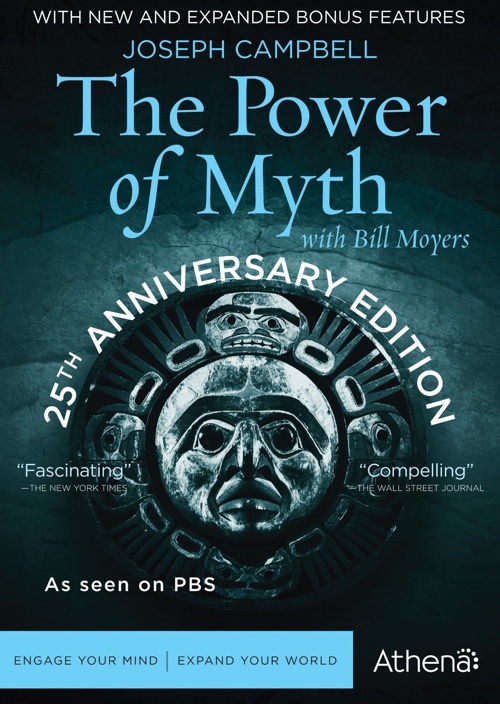 WITH NEW AND EXPANDED BONUS FEATURES
JOSEPH CAMPBELL
The Power
of Myth
with Bill Moyers
25TH ANNIVERSARY EDITION
“Fascinating”
—THE NEW YORK TIMES
“Compelling”
—THE WALL STREET JOURNAL
As seen on PBS
ENGAGE YOUR MIND | EXPAND YOUR WORLD
Athena